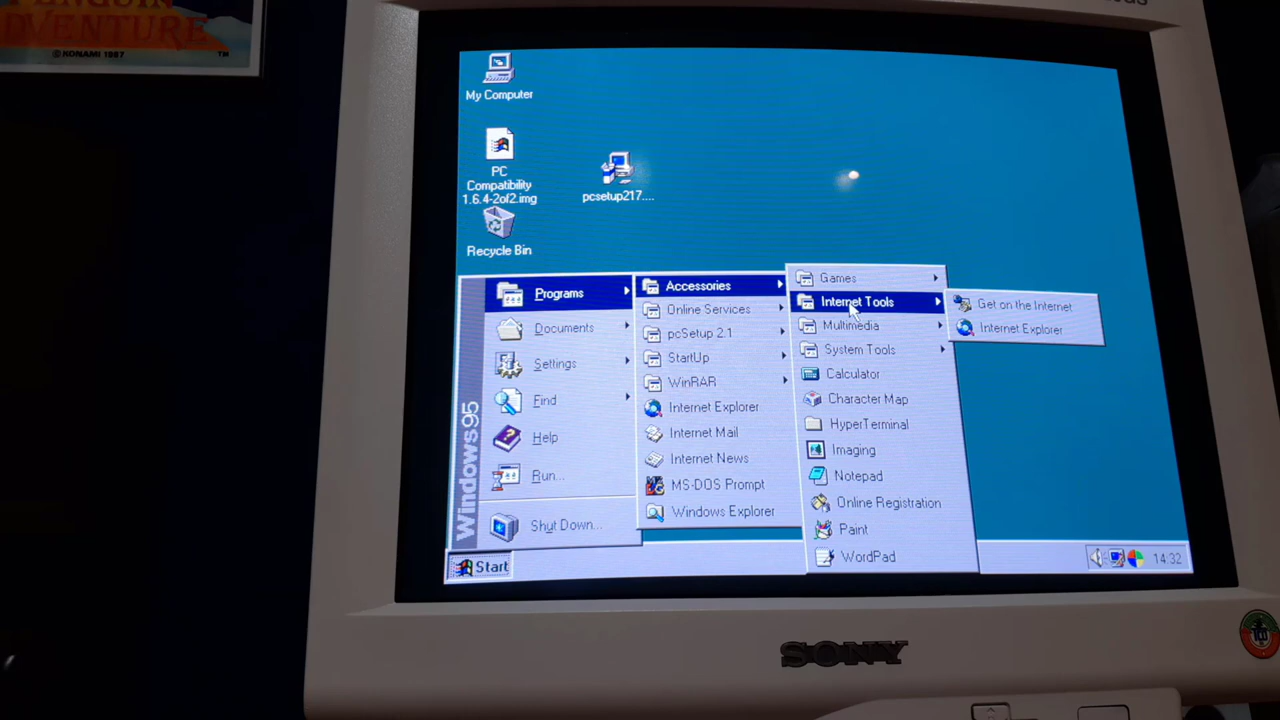 ADVENTURE
© KONAMI 1987
TM
My Computer
PC
Compatibility
1.6.4-2of2.img
pcsetup217....
Recycle Bin
Windows95
Programs
Documents
Settings
Find
Help
Run...
Shut Down...
Accessories
Online Services
pcSetup 2.1
StartUp
WinRAR
Internet Explorer
Internet Mail
Internet News
MS-DOS Prompt
Windows Explorer
Games
Internet Tools
Multimedia
System Tools
Calculator
Character Map
HyperTerminal
Imaging
Notepad
Online Registration
Paint
WordPad
Get on the Internet
Internet Explorer
Start
14:32
SONY